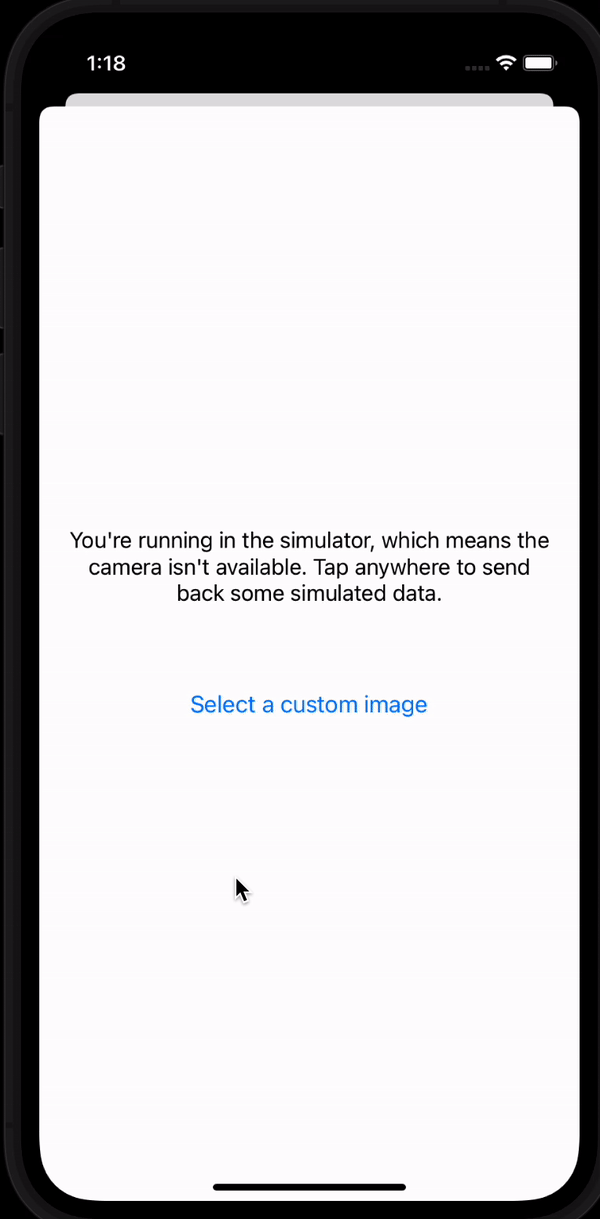 1:18
You're running in the simulator, which means the
camera isn't available. Tap anywhere to send
back some simulated data.
Select a custom image